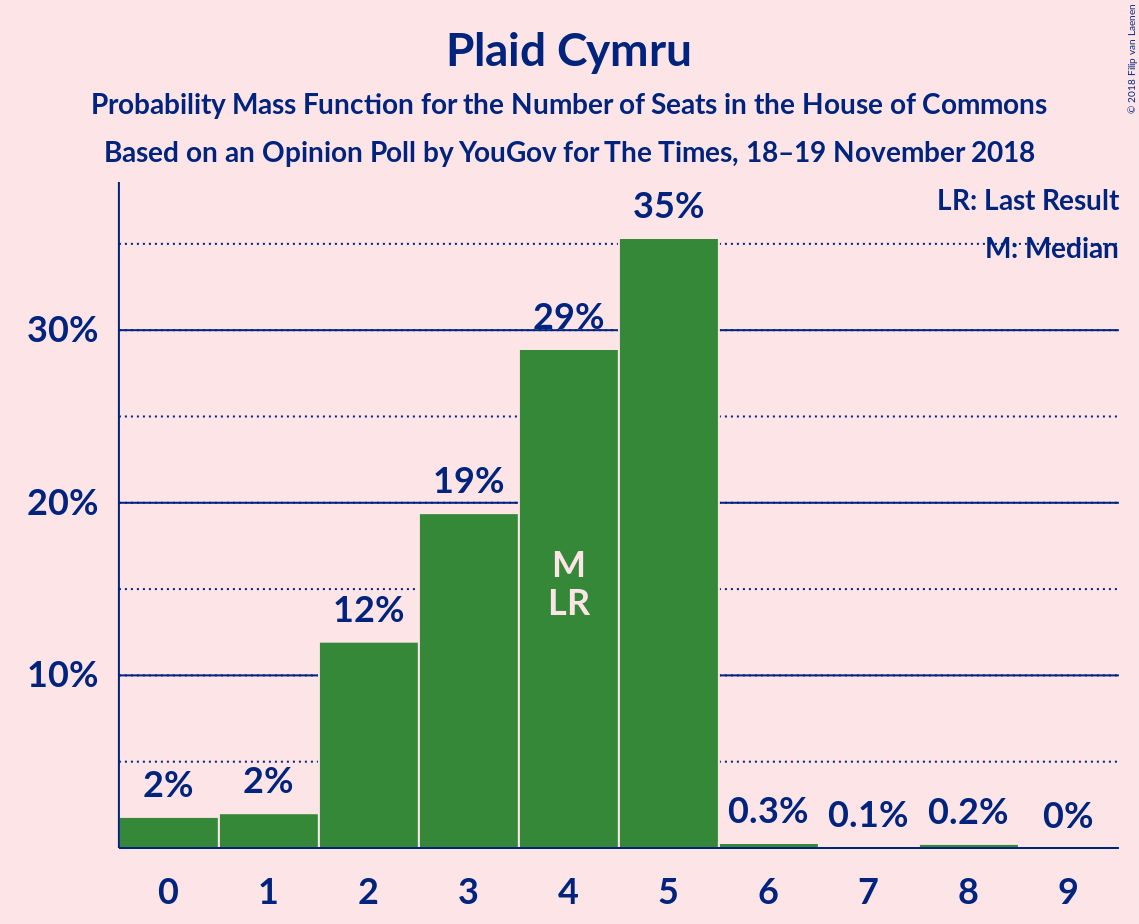 Plaid Cymru
Probability Mass Function for the Number of Seats in the House of Commons
Based on an Opinion Poll by YouGov for The Times, 18–19 November 2018
© 2018 Filip van Laenen
LR: Last Result
M: Median
35%
30%
29%
20%
19%
M
LR
12%
10%
2%
2%
0.3%
0.1%
0.2%
0%
0
1
2
3
4
5
6
7
8
9